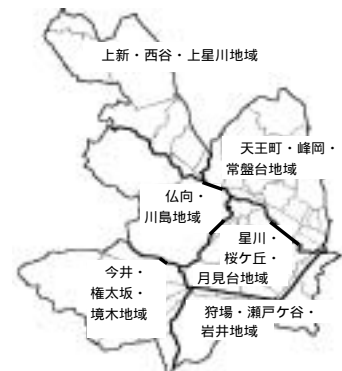 上新・西谷・上星川地域
天王町・峰岡・
常盤台地域
仏向・
川島地域
星川・
桜ケ丘・
月見台地域
今井・
権太坂・
境木地域
狩場・瀬戸ケ谷・
岩井地域